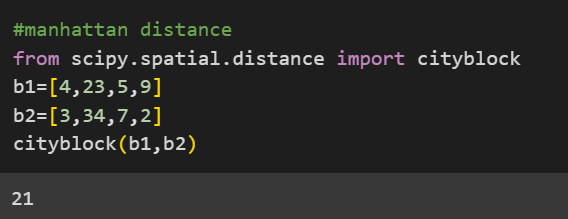 #manhattan distance
from scipy.spatial.distance import cityblock
b1=[4,23,5,9]
b2=[3,34,7,2]
cityblock(b1,b2)
21